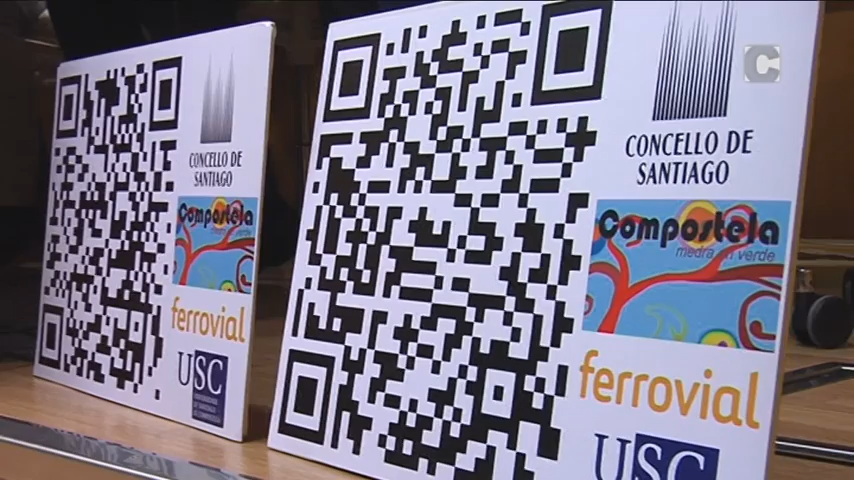 CONCELLO DE
SANTIAGO
Compostela
ferrovial
USC
CONCELLO DE
SANTIAGO
Compostela
medra en verde
ferrovial
USC
C